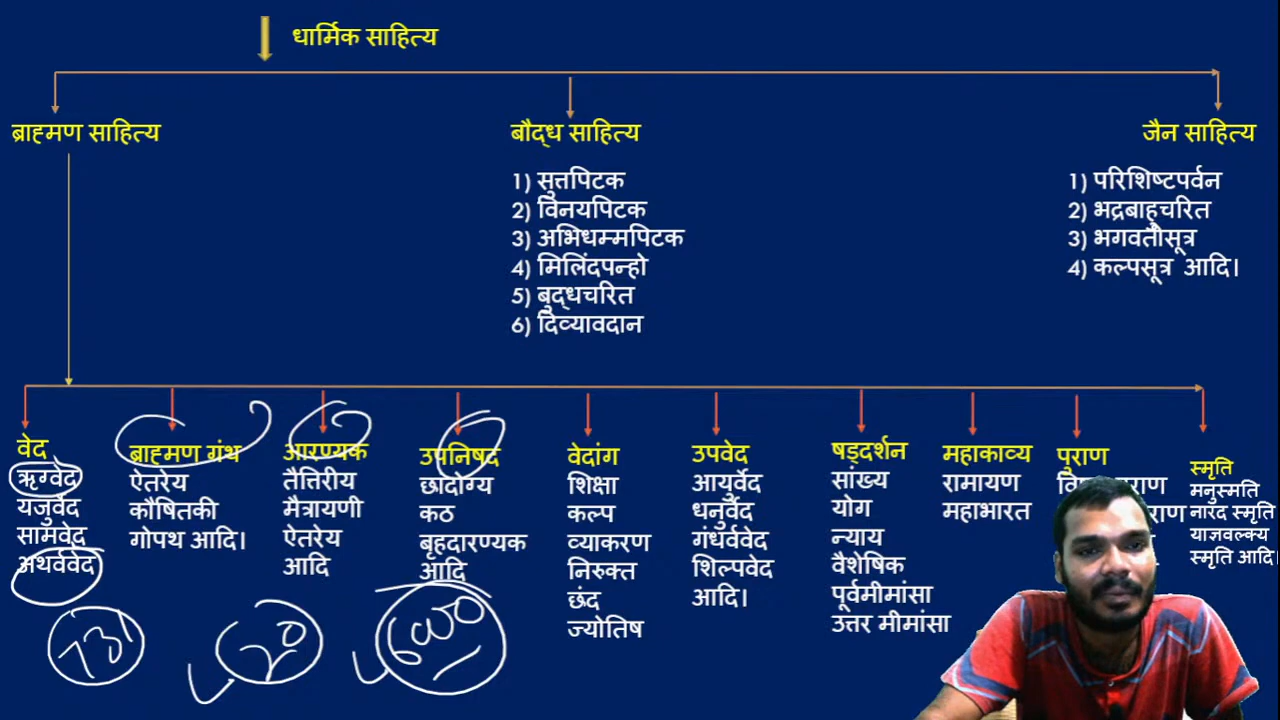 धार्मिक साहित्य
ब्राह्मण साहित्य
बौद्ध साहित्य
1) सुत्तपिटक
2) विनयपिटक
3) अभिधम्मपिटक
4) मिलिंदपन्हो
5) बुद्धचरित
6) दिव्यावदान
जैन साहित्य
1) परिशिष्टपर्वन
2) भद्रबाहुचरित
3) भगवतीसूत्र
4) कल्पसूत्र आदि।
वेद
ऋग्वेद
यजुर्वेद
सामवेद
अथर्ववेद
ब्राह्मण ग्रंथ
ऐतरेय
कौषितकी
गोपथ आदि।
आरण्यक
तैत्तिरीय
मैत्रायणी
ऐतरेय
आदि
उपनिषद
छादोग्य
कठ
बृहदारण्यक
आदि
वेदांग
शिक्षा
कल्प
व्याकरण
निरुक्त
छंद
ज्योतिष
उपवेद
आयुर्वेद
धनुर्वेद
गंधर्ववेद
शिल्पवेद
आदि।
षड्दर्शन
सांख्य
योग
न्याय
वैशेषिक
पूर्वमीमांसा
उत्तर मीमांसा
महाकाव्य
रामायण
महाभारत
पुराण
स्मृति
मनुस्मति
नारद स्मृति
याज्ञवल्क्य
स्मृति आदि
731
20